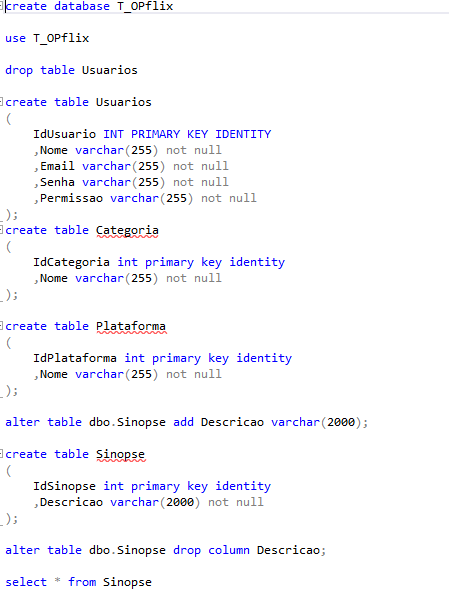 create database T_OPflix
use T_OPflix
drop table Usuarios
create table Usuarios
(
IdUsuario INT PRIMARY KEY IDENTITY
,Nome varchar(255) not null
,Email varchar(255) not null
,Senha varchar(255) not null
,Permissao varchar(255) not null
);
create table Categoria
(
IdCategoria int primary key identity
,Nome varchar(255) not null
);
create table Plataforma
(
IdPlataforma int primary key identity
,Nome varchar(255) not null
);
alter table dbo.Sinopse add Descricao varchar(2000);
create table Sinopse
(
IdSinopse int primary key identity
,Descricao varchar(2000) not null
);
alter table dbo.Sinopse drop column Descricao;
select * from Sinopse